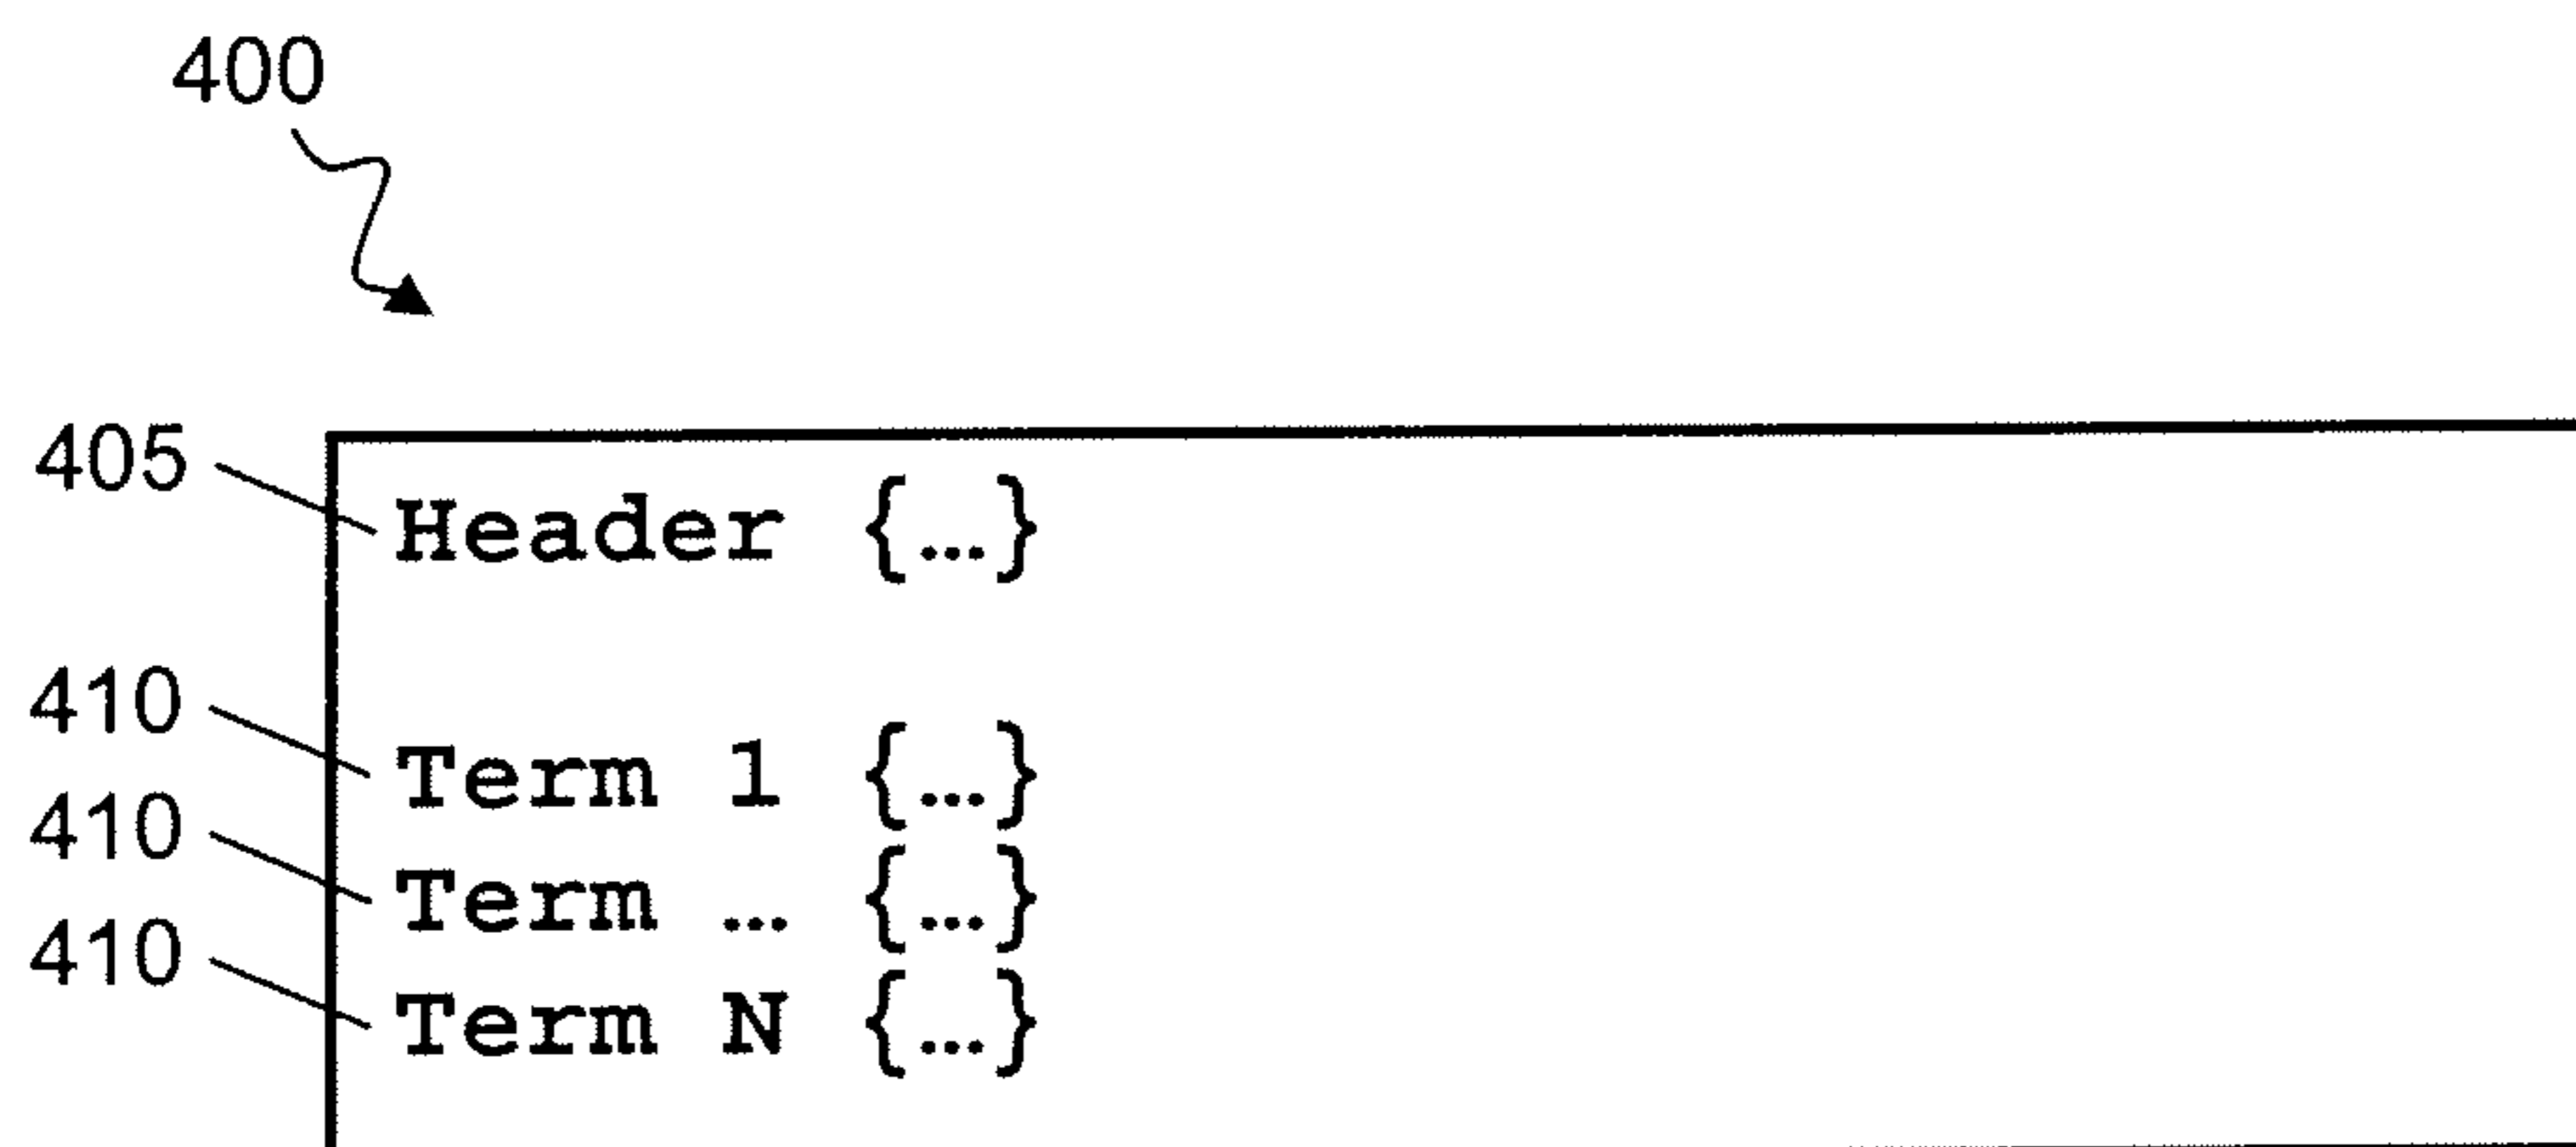 400
405 Header {…}
410 Term 1 {…}
410 Term … {…}
410 Term N {…}